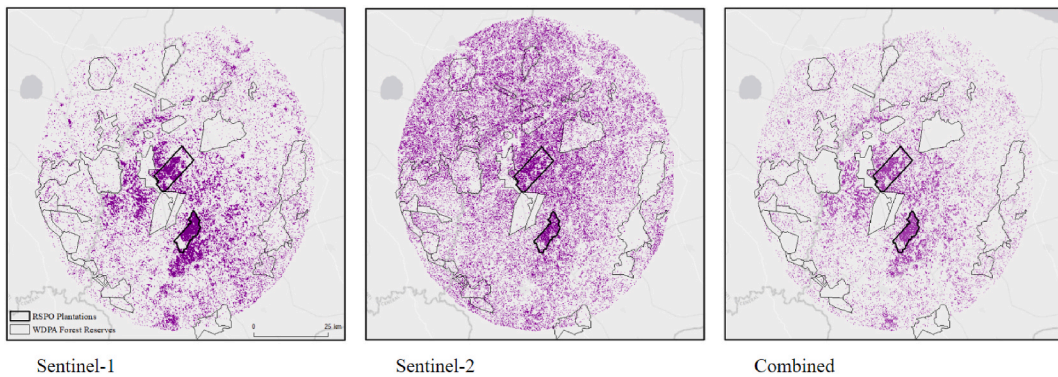 RSPO Plantations
WDPA Forest Reserves
0 25 km
Sentinel-1
Sentinel-2
Combined